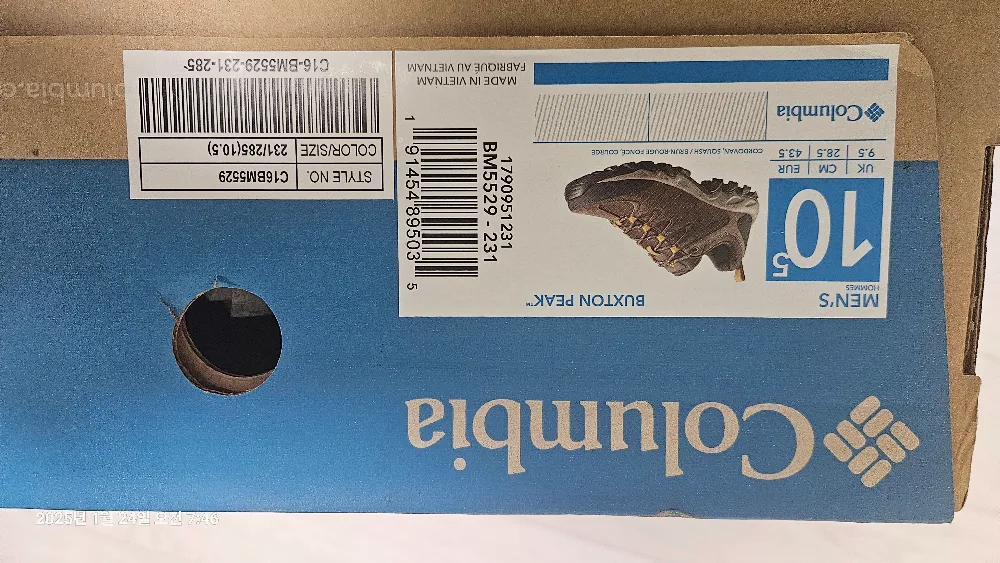 Columbia
MEN'S
HOMMES
10
5
UK | CM | EUR
9.5 | 28.5 | 43.5
Columbia
BUXTON PEAK™
CORDOVAN, SQUASH / BRUN-ROUGE FONCÉ, COURGE
1790951231
BM5529 - 231
1 91454 89503 5
MADE IN VIETNAM
FABRIQUÉ AU VIETNAM
STYLE NO. C16BM5529
COLOR/SIZE 231/285(10.5)
C16-BM5529-231-285*
Columbia.c
2025년 1월 24일 오전 7:46